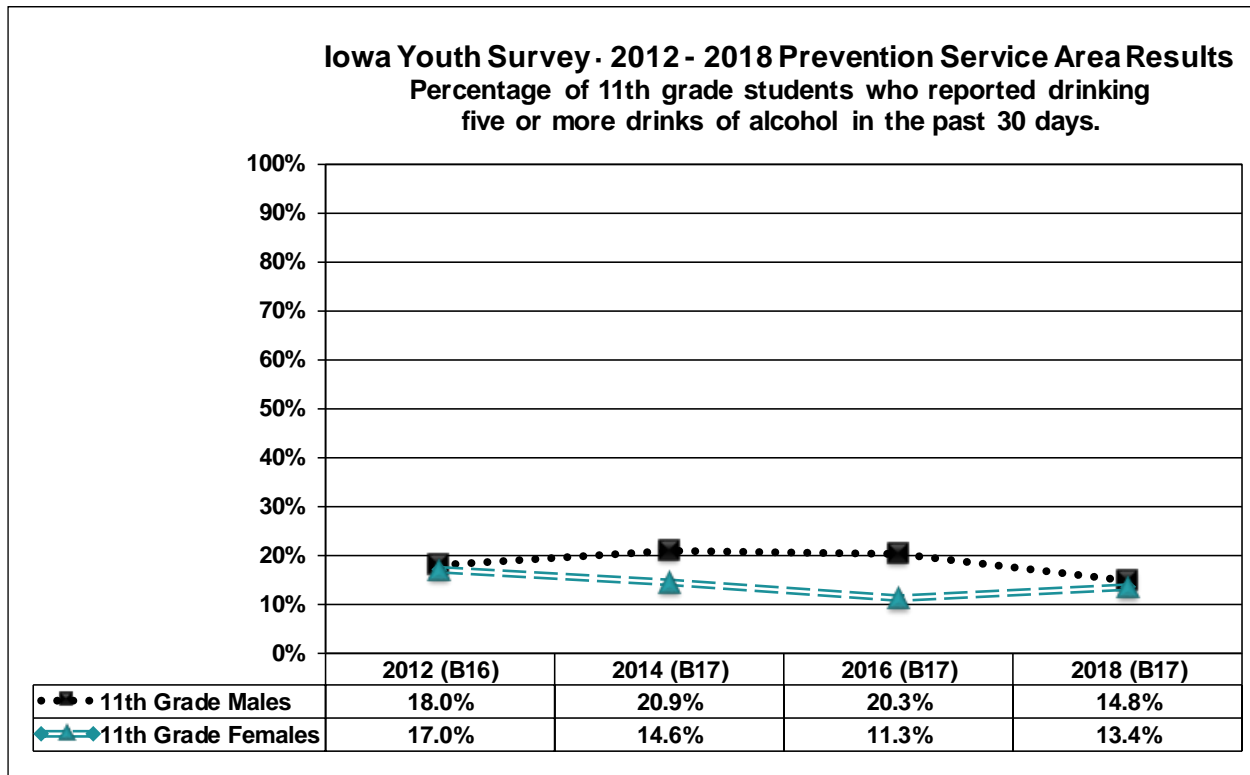 Iowa Youth Survey · 2012 - 2018 Prevention Service Area Results
Percentage of 11th grade students who reported drinking
five or more drinks of alcohol in the past 30 days.
100%
90%
80%
70%
60%
50%
40%
30%
20%
10%
0%
2012 (B16) 2014 (B17) 2016 (B17) 2018 (B17)
11th Grade Males 18.0% 20.9% 20.3% 14.8%
11th Grade Females 17.0% 14.6% 11.3% 13.4%